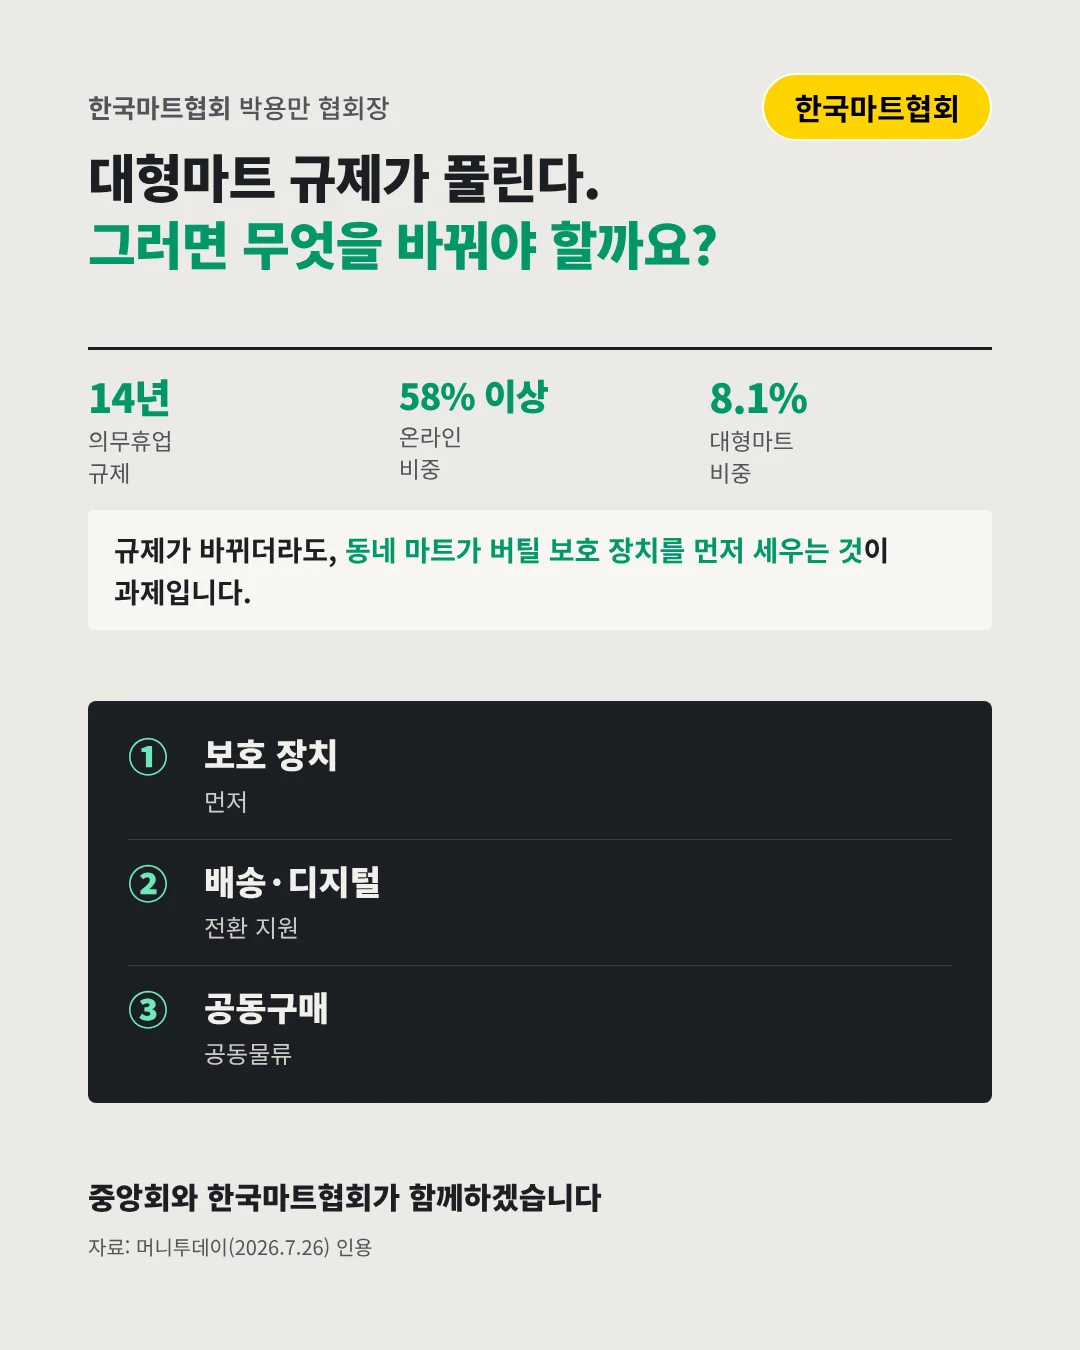 한국마트협회 박용만 협회장
한국마트협회
대형마트 규제가 풀린다.
그러면 무엇을 바꿔야 할까요?
14년
의무휴업
규제
58% 이상
온라인
비중
8.1%
대형마트
비중
규제가 바뀌더라도, 동네 마트가 버틸 보호 장치를 먼저 세우는 것이
과제입니다.
① 보호 장치
먼저
② 배송·디지털
전환 지원
③ 공동구매
공동물류
중앙회와 한국마트협회가 함께하겠습니다
자료: 머니투데이(2026.7.26) 인용